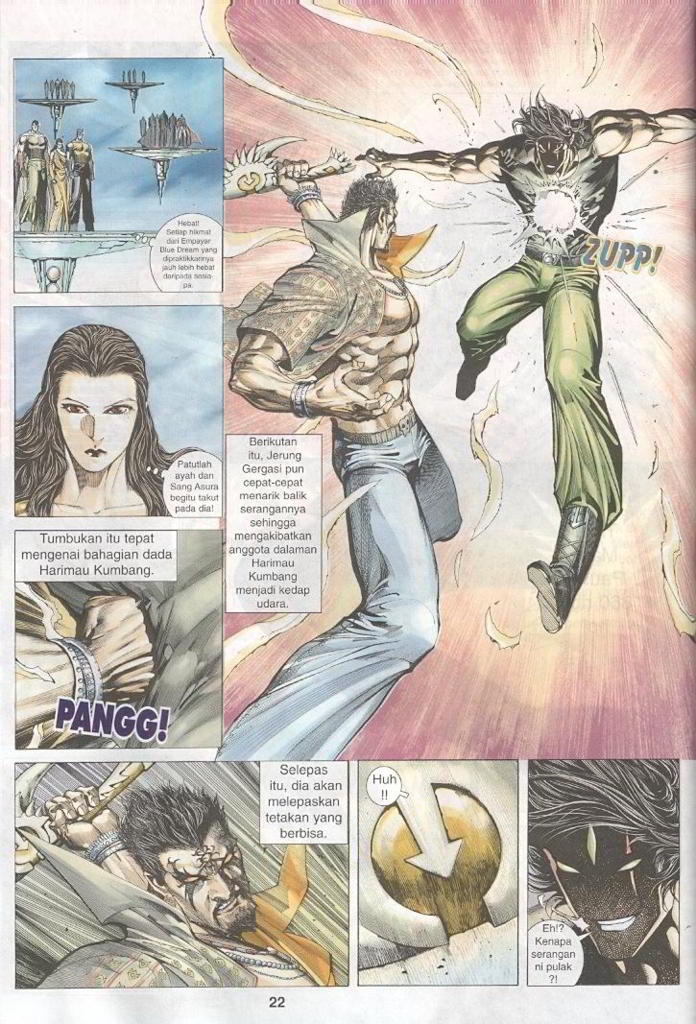 Hebat!
Setiap hikmat
dari Empayar
Blue Dream yang
dipraktikkannya
jauh lebih hebat
daripada sesia-
pa.
Patutlah
ayah dan
Sang Asura
begitu takut
pada dia!
Tumbukan itu tepat
mengenai bahagian dada
Harimau Kumbang.
PANGG!
ZUPP!
Berikutan
itu, Jerung
Gergasi pun
cepat-cepat
menarik balik
serangannya
sehingga
mengakibatkan
anggota dalaman
Harimau
Kumbang
menjadi kedap
udara.
Selepas
itu, dia akan
melepaskan
tetakan yang
berbisa.
Huh
!!
Eh!?
Kenapa
serangan
ni pulak
?!
22